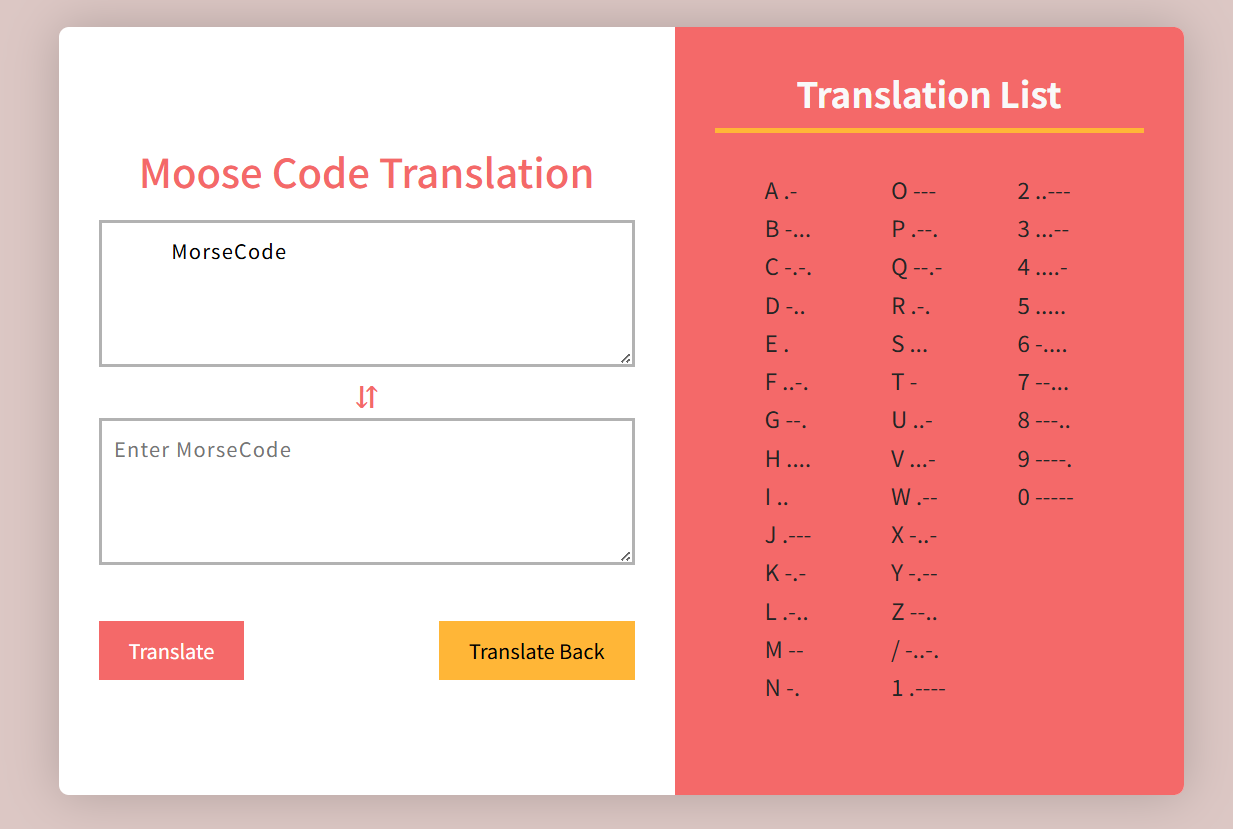 Moose Code Translation
MorseCode
Enter MorseCode
Translate
Translate Back
Translation List
A .-
B -...
C -.-.
D -..
E .
F ..-.
G --.
H ....
I ..
J .---
K -.-
L .-..
M --
N -.
O ---
P .--.
Q --.-
R .-.
S ...
T -
U ..-
V ...-
W .--
X -..-
Y -.--
Z --..
/ -..-.
1 .----
2 ..---
3 ...--
4 ....-
5 .....
6 -....
7 --...
8 ---..
9 ----.
0 -----